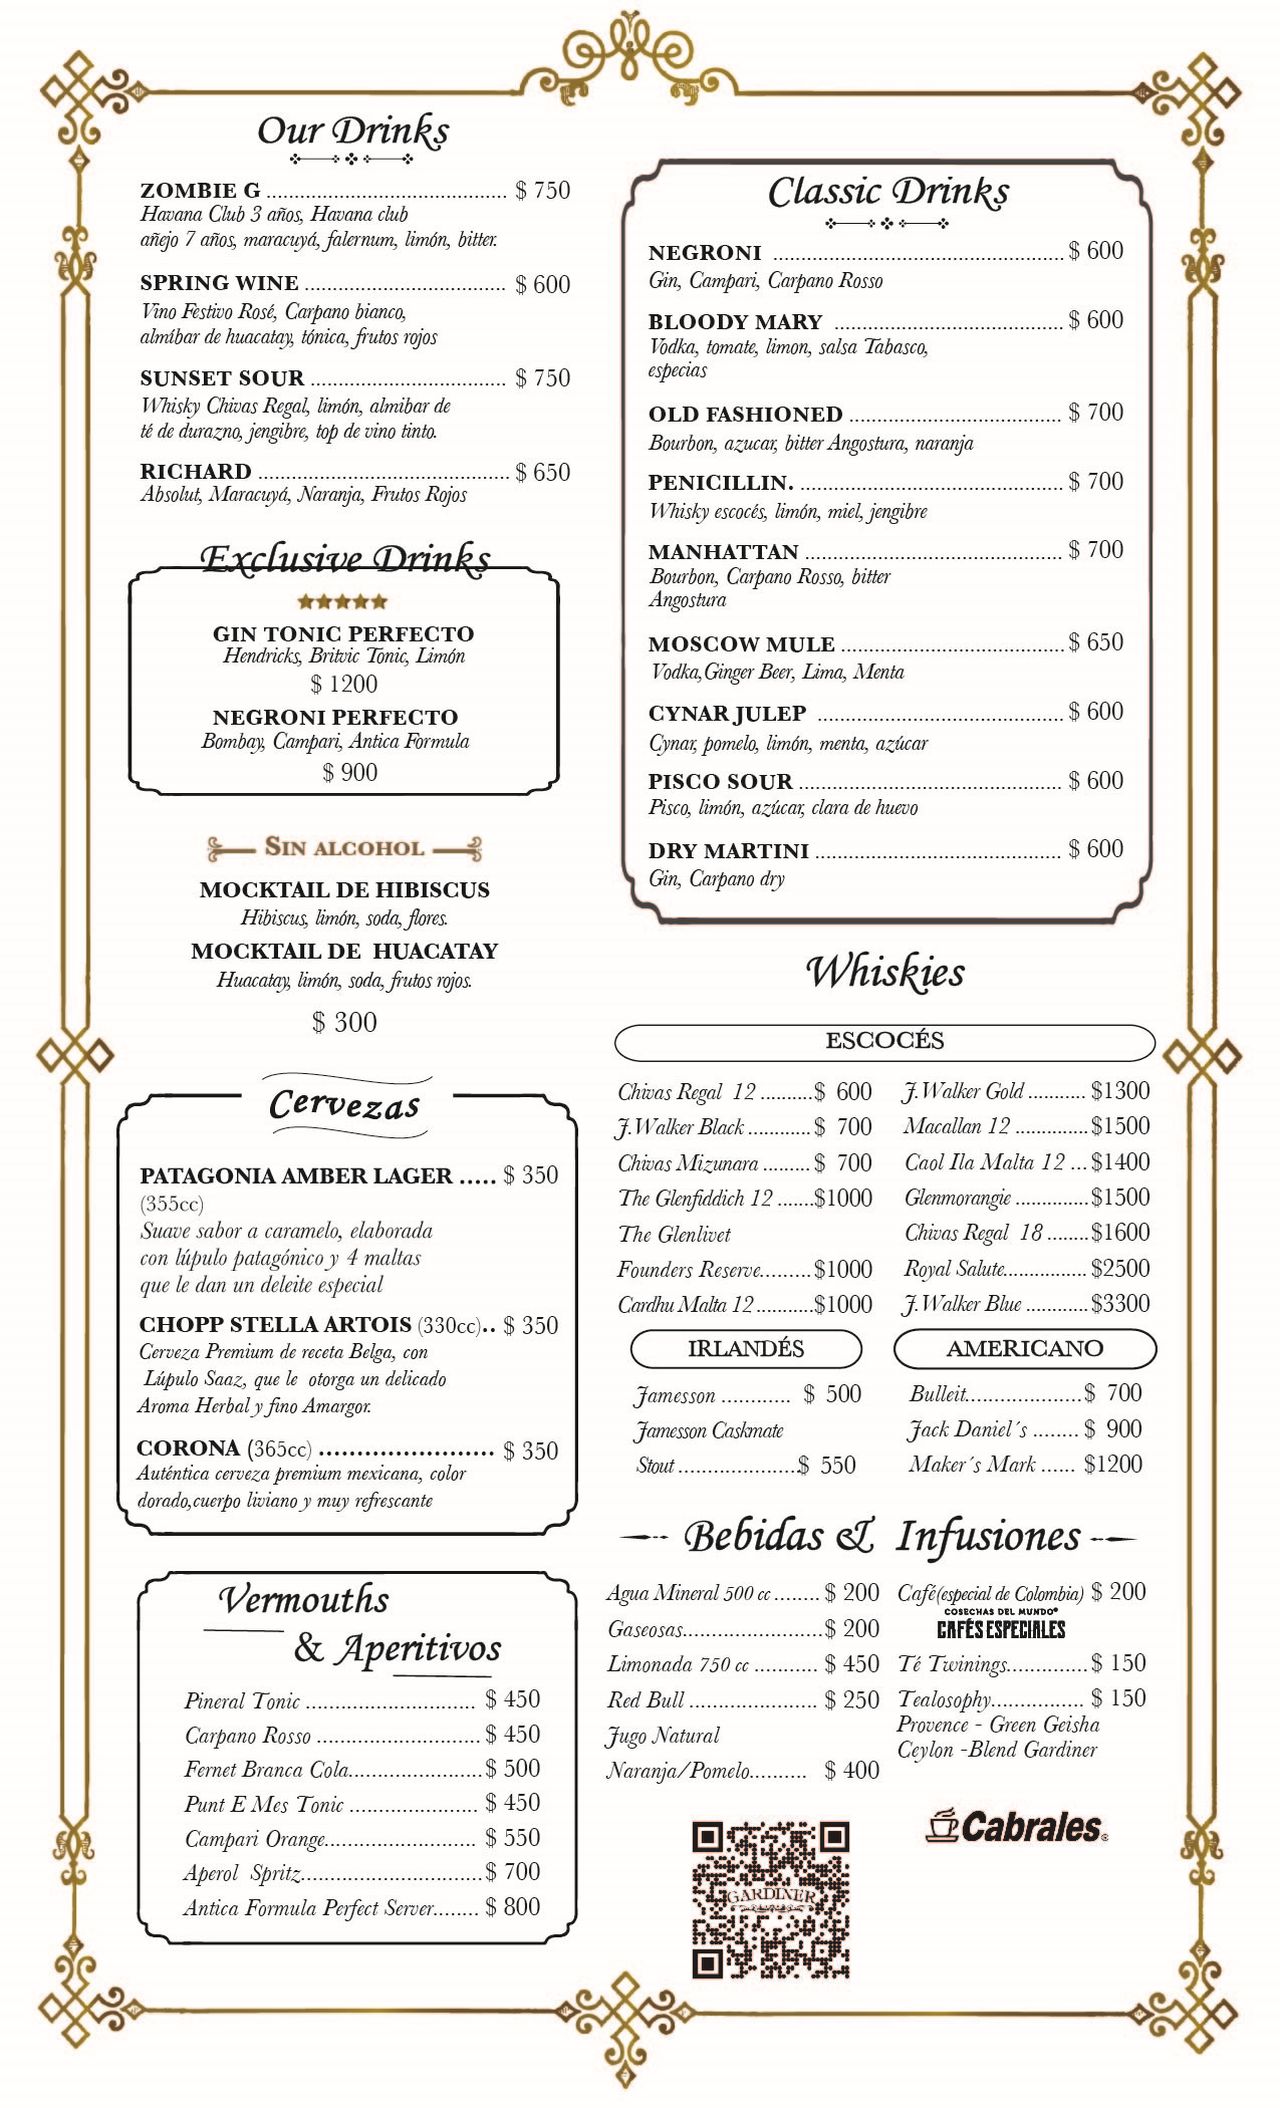 Our Drinks
ZOMBIE G .................................... $ 750
Havana Club 3 años, Havana club
añejo 7 años, maracuyá, falernum, limón, bitter.
SPRING WINE .............................. $ 600
Vino Festivo Rosé, Carpano bianco,
almíbar de huacatay, tónica, frutos rojos
SUNSET SOUR ............................. $ 750
Whisky Chivas Regal, limón, almibar de
té de durazno, jengibre, top de vino tinto.
RICHARD ..................................... $ 650
Absolut, Maracuyá, Naranja, Frutos Rojos
Exclusive Drinks
GIN TONIC PERFECTO
Hendricks, Britvic Tonic, Limón
$ 1200
NEGRONI PERFECTO
Bombay, Campari, Antica Formula
$ 900
SIN ALCOHOL
MOCKTAIL DE HIBISCUS
Hibiscus, limón, soda, flores.
MOCKTAIL DE HUACATAY
Huacatay, limón, soda, frutos rojos.
$ 300
Cervezas
PATAGONIA AMBER LAGER ..... $ 350
(355cc)
Suave sabor a caramelo, elaborada
con lúpulo patagónico y 4 maltas
que le dan un deleite especial
CHOPP STELLA ARTOIS (330cc).. $ 350
Cerveza Premium de receta Belga, con
Lúpulo Saaz, que le otorga un delicado
Aroma Herbal y fino Amargor.
CORONA (365cc) ....................... $ 350
Auténtica cerveza premium mexicana, color
dorado,cuerpo liviano y muy refrescante
Vermouths
& Aperitivos
Pineral Tonic .......................... $ 450
Carpano Rosso ......................... $ 450
Fernet Branca Cola....................... $ 500
Punt E Mes Tonic .................... $ 450
Campari Orange....................... $ 550
Aperol Spritz............................ $ 700
Antica Formula Perfect Server....... $ 800
Classic Drinks
NEGRONI ............................................ $ 600
Gin, Campari, Carpano Rosso
BLOODY MARY ................................... $ 600
Vodka, tomate, limon, salsa Tabasco,
especias
OLD FASHIONED ................................ $ 700
Bourbon, azucar, bitter Angostura, naranja
PENICILLIN. ........................................ $ 700
Whisky escocés, limón, miel, jengibre
MANHATTAN ....................................... $ 700
Bourbon, Carpano Rosso, bitter
Angostura
MOSCOW MULE .................................. $ 650
Vodka,Ginger Beer, Lima, Menta
CYNAR JULEP ..................................... $ 600
Cynar, pomelo, limón, menta, azúcar
PISCO SOUR ........................................ $ 600
Pisco, limón, azúcar, clara de huevo
DRY MARTINI ..................................... $ 600
Gin, Carpano dry
Whiskies
ESCOCÉS
Chivas Regal 12 ..........$ 600
J.Walker Black ............$ 700
Chivas Mizunara .........$ 700
The Glenfiddich 12 .......$1000
The Glenlivet
Founders Reserve.........$1000
Cardhu Malta 12...........$1000
J.Walker Gold ...........$1300
Macallan 12 ..............$1500
Caol Ila Malta 12 ...$1400
Glenmorangie ..............$1500
Chivas Regal 18 ........$1600
Royal Salute................$2500
J.Walker Blue ............$3300
IRLANDÉS
Jamesson ............ $ 500
Jamesson Caskmate
Stout .....................$ 550
AMERICANO
Bulleit.....................$ 700
Jack Daniel´s ........ $ 900
Maker´s Mark ...... $1200
Bebidas & Infusiones
Agua Mineral 500 cc ........ $ 200
Gaseosas.......................$ 200
Limonada 750 cc ........... $ 450
Red Bull ..................... $ 250
Jugo Natural
Naranja/Pomelo.......... $ 400
Café(especial de Colombia) $ 200
COSECHAS DEL MUNDO®
CAFÉS ESPECIALES
Té Twinings..............$ 150
Tealosophy................ $ 150
Provence - Green Geisha
Ceylon -Blend Gardiner
Cabrales®
GARDINER